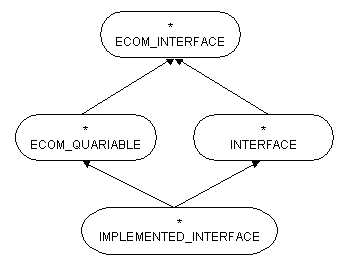 *
ECOM_INTERFACE
*
ECOM_QUARIABLE
*
INTERFACE
*
IMPLEMENTED_INTERFACE